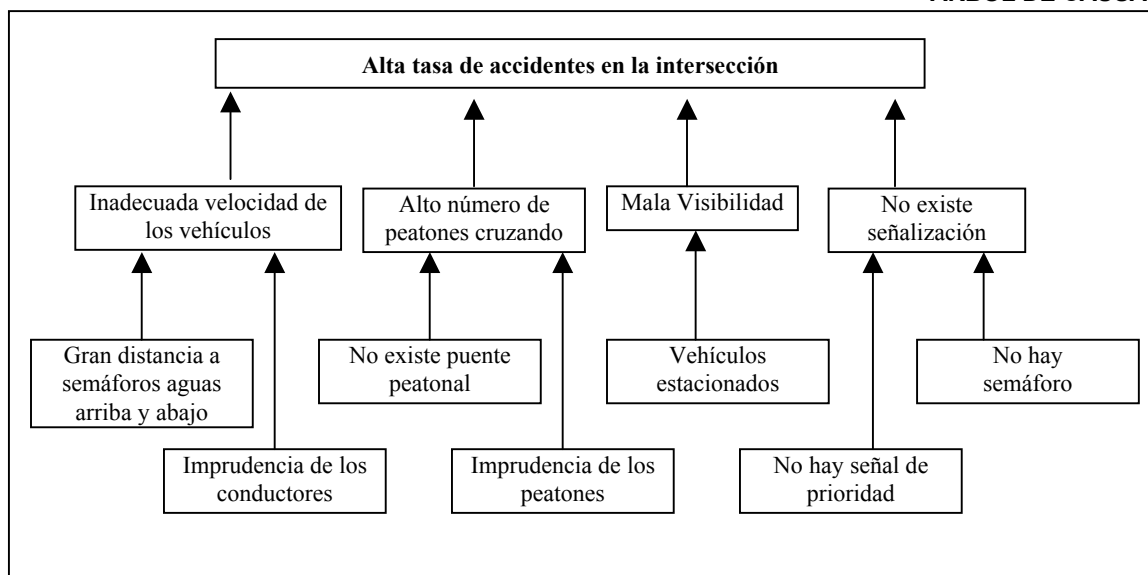 Alta tasa de accidentes en la intersección
Inadecuada velocidad de
los vehículos
Alto número de
peatones cruzando
Mala Visibilidad
No existe
señalización
Gran distancia a
semáforos aguas
arriba y abajo
No existe puente
peatonal
Vehículos
estacionados
No hay
semáforo
Imprudencia de los
conductores
Imprudencia de los
peatones
No hay señal de
prioridad